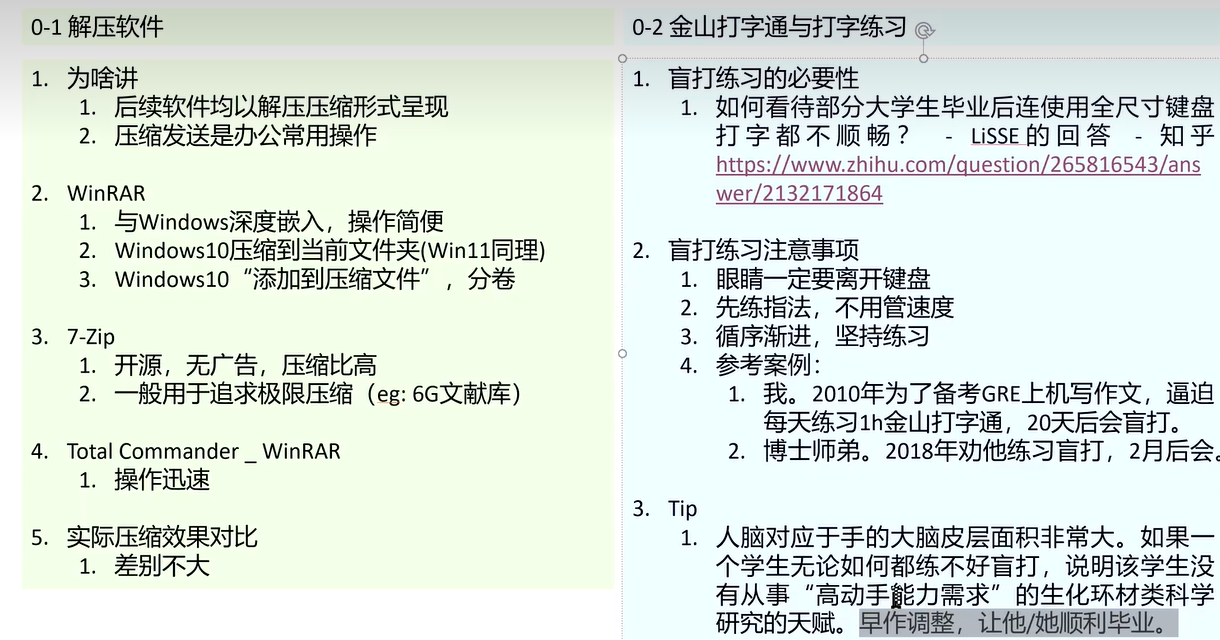 0-1 解压软件
1. 为啥讲
1. 后续软件均以解压压缩形式呈现
2. 压缩发送是办公常用操作
2. WinRAR
1. 与Windows深度嵌入，操作简便
2. Windows10压缩到当前文件夹(Win11同理)
3. Windows10“添加到压缩文件”，分卷
3. 7-Zip
1. 开源，无广告，压缩比高
2. 一般用于追求极限压缩（eg: 6G文献库）
4. Total Commander _ WinRAR
1. 操作迅速
5. 实际压缩效果对比
1. 差别不大
0-2 金山打字通与打字练习
1. 盲打练习的必要性
1. 如何看待部分大学生毕业后连使用全尺寸键盘
打字都不顺畅？ - LiSSE的回答 - 知乎
https://www.zhihu.com/question/265816543/ans
wer/2132171864
2. 盲打练习注意事项
1. 眼睛一定要离开键盘
2. 先练指法，不用管速度
3. 循序渐进，坚持练习
4. 参考案例：
1. 我。2010年为了备考GRE上机写作文，逼迫
每天练习1h金山打字通，20天后会盲打。
2. 博士师弟。2018年劝他练习盲打，2月后会。
3. Tip
1. 人脑对应于手的大脑皮层面积非常大。如果一
个学生无论如何都练不好盲打，说明该学生没
有从事“高动手能力需求”的生化环材类科学
研究的天赋。早作调整，让他/她顺利毕业。